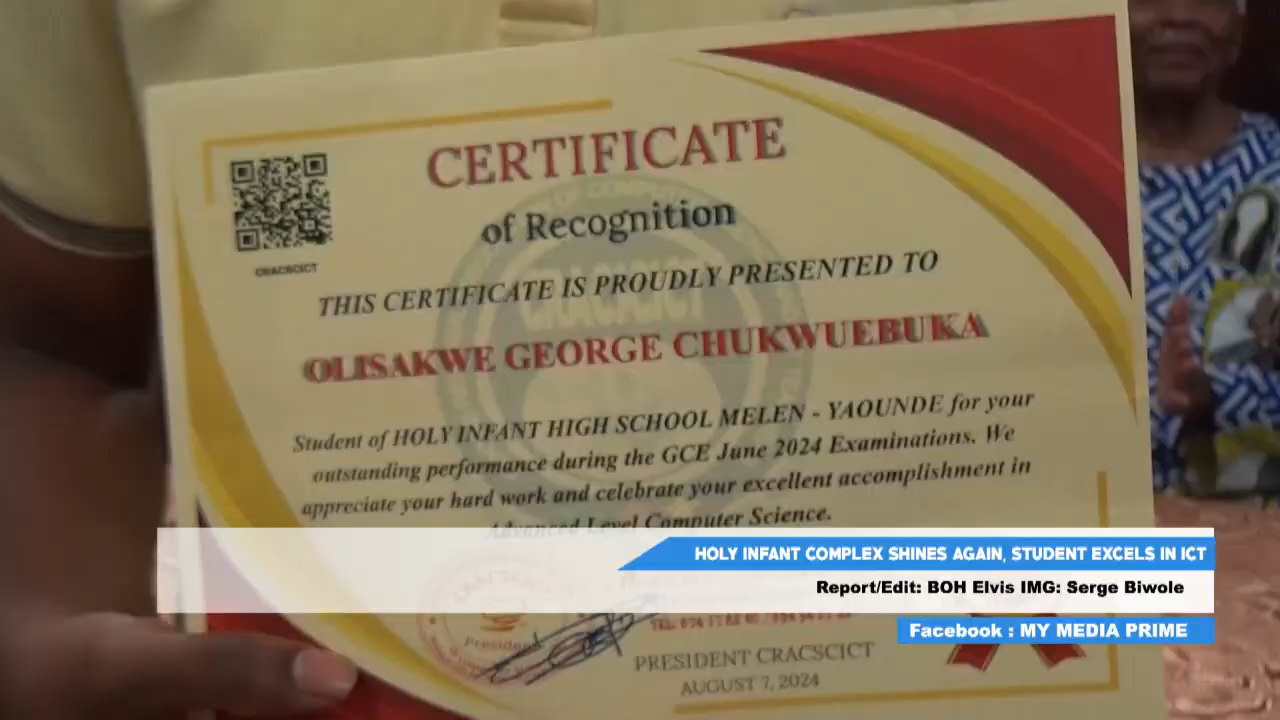 CERTIFICATE
of Recognition
CRACSCICT
THIS CERTIFICATE IS PROUDLY PRESENTED TO
OLISAKWE GEORGE CHUKWUEBUKA
Student of HOLY INFANT HIGH SCHOOL MELEN - YAOUNDE for your
outstanding performance during the GCE June 2024 Examinations. We
appreciate your hard work and celebrate your excellent accomplishment in
Advanced Level Computer Science.
HOLY INFANT COMPLEX SHINES AGAIN, STUDENT EXCELS IN ICT
Report/Edit: BOH Elvis IMG: Serge Biwole
President
Facebook : MY MEDIA PRIME
PRESIDENT CRACSCICT
AUGUST 7, 2024